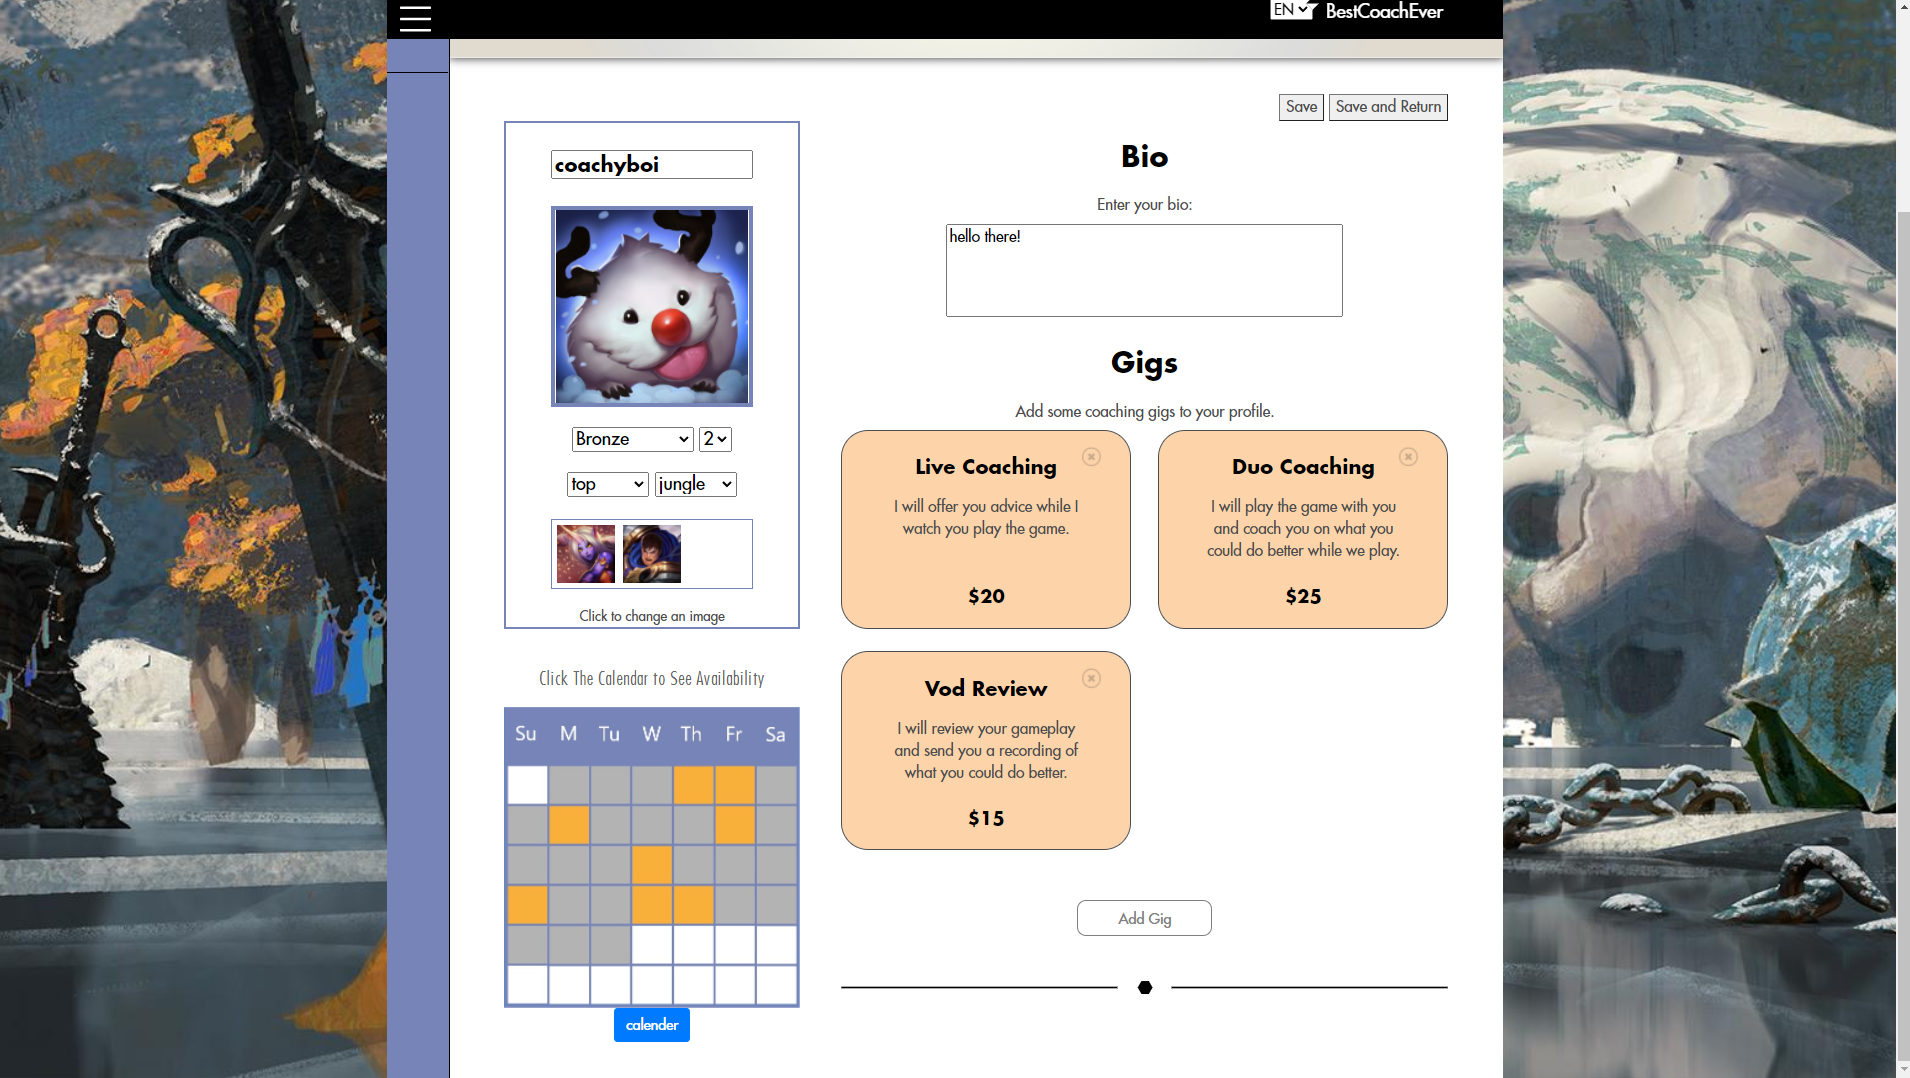 EN BestCoachEver
Save Save and Return
coachyboi
Bronze 2
top jungle
Click to change an image
Click The Calendar to See Availability
Su M Tu W Th Fr Sa
calender
Bio
Enter your bio:
hello there!
Gigs
Add some coaching gigs to your profile.
Live Coaching
I will offer you advice while I
watch you play the game.
$20
Duo Coaching
I will play the game with you
and coach you on what you
could do better while we play.
$25
Vod Review
I will review your gameplay
and send you a recording of
what you could do better.
$15
Add Gig